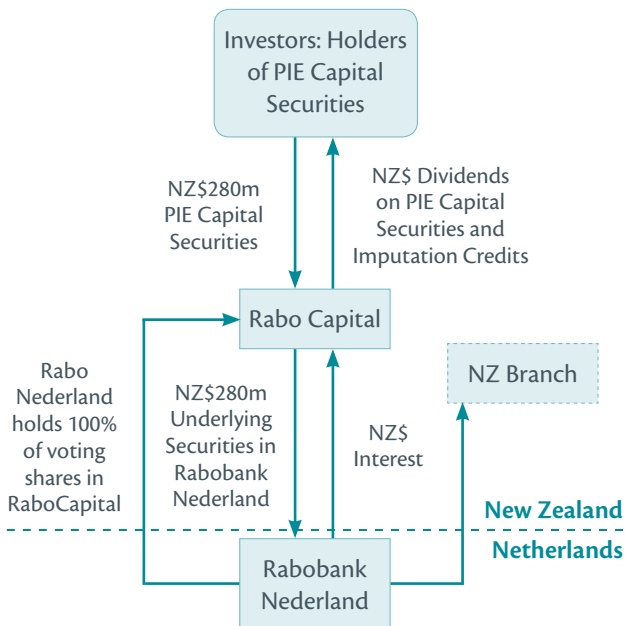 Investors: Holders
of PIE Capital
Securities
NZ$280m
PIE Capital
Securities
NZ$ Dividends
on PIE Capital
Securities and
Imputation Credits
Rabo Capital
Rabo
Nederland
holds 100%
of voting
shares in
RaboCapital
NZ$280m
Underlying
Securities in
Rabobank
Nederland
NZ$
Interest
NZ Branch
New Zealand
Netherlands
Rabobank
Nederland